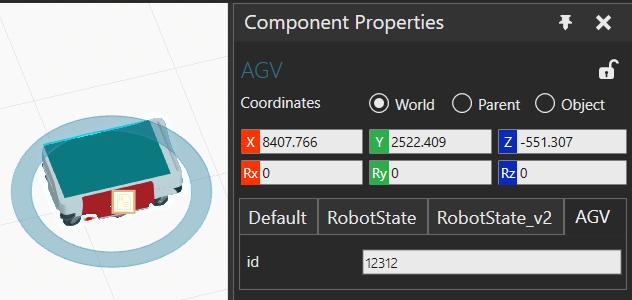 Component Properties
AGV
Coordinates World Parent Object
X 8407.766 Y 2522.409 Z -551.307
Rx 0 Ry 0 Rz 0
Default RobotState RobotState_v2 AGV
id 12312